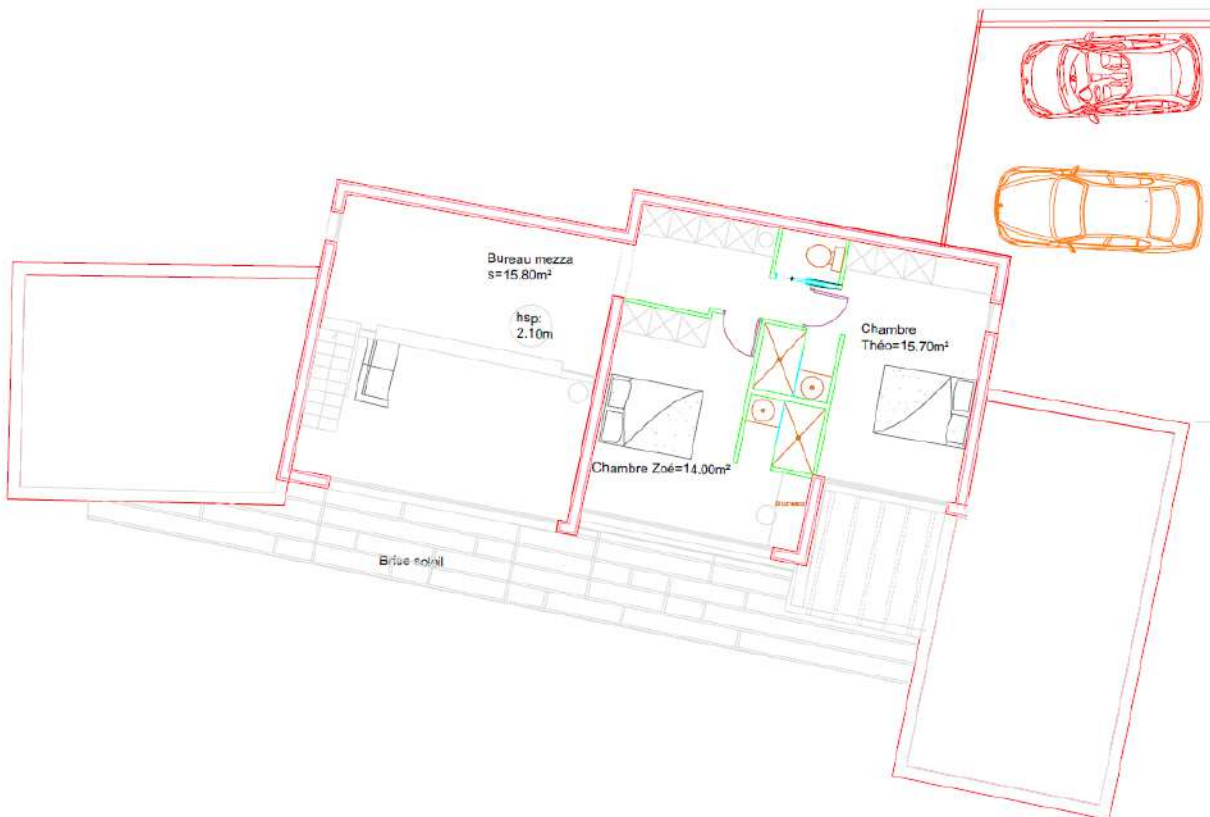 Bureau mezza
s=15.80m²
hsp:
2.10m
Chambre
Théo=15.70m²
Chambre Zoé=14.00m²
Brise soleil